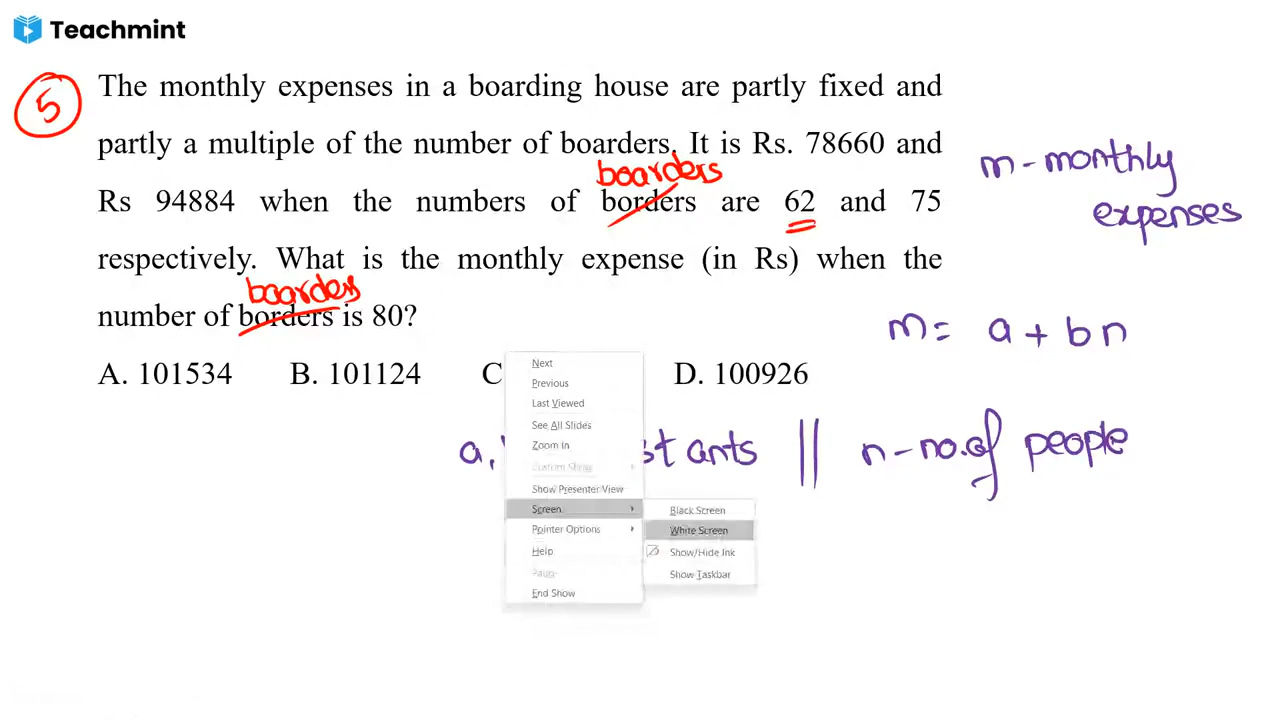 Teachmint
5
The monthly expenses in a boarding house are partly fixed and
partly a multiple of the number of boarders. It is Rs. 78660 and
boarders
Rs 94884 when the numbers of borders are 62 and 75
respectively. What is the monthly expense (in Rs) when the
boarders
number of borders is 80?
A. 101534 B. 101124 C D. 100926
m - monthly
expenses
m = a + bn
a, stants || n - no. of people
Next
Previous
Last Viewed
See All Slides
Zoom In
Custom Show
Show Presenter View
Screen
Pointer Options
Help
Pause
End Show
Black Screen
White Screen
Show/Hide Ink
Show Taskbar